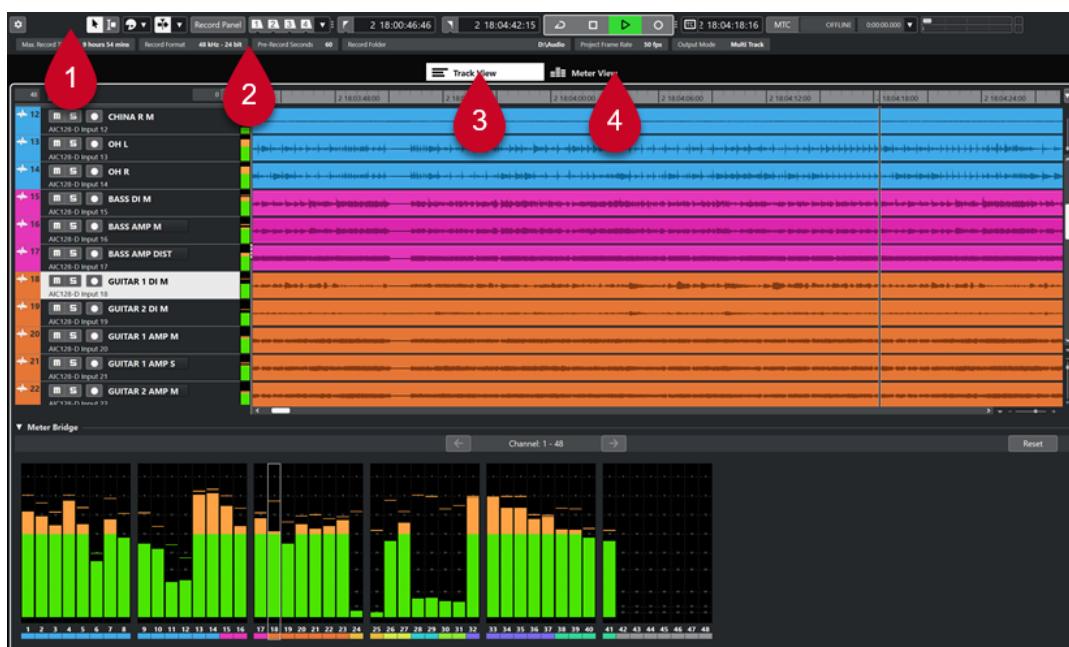 Record Panel 1 2 3 4 2 18:00:46:46 2 18:04:42:15 2 18:04:18:16 MTC OFFLINE 0:00:00.000
Max. Record 9 hours 54 mins Record Format 48 kHz - 24 bit Pre-Record Seconds 60 Record Folder D:\Audio Project Frame Rate 50 fps Output Mode Multi Track
1 2 3 4
Track View Meter View
48 0 2 18:03:48:00 2 18:04:00:00 2 18:04:06:00 2 18:04:12:00 2 18:04:18:00 2 18:04:24:00
12 m S CHINA R M
AIC128-D Input 12
13 m S OH L
AIC128-D Input 13
14 m S OH R
AIC128-D Input 14
15 m S BASS DI M
AIC128-D Input 15
16 m S BASS AMP M
AIC128-D Input 16
17 m S BASS AMP DIST
AIC128-D Input 17
18 m S GUITAR 1 DI M
AIC128-D Input 18
19 m S GUITAR 2 DI M
AIC128-D Input 19
20 m S GUITAR 1 AMP M
AIC128-D Input 20
21 m S GUITAR 1 AMP S
AIC128-D Input 21
22 m S GUITAR 2 AMP M
AIC128-D Input 22
Meter Bridge
Channel: 1 - 48 Reset
1 2 3 4 5 6 7 8 9 10 11 12 13 14 15 16 17 18 19 20 21 22 23 24 25 26 27 28 29 30 31 32 33 34 35 36 37 38 39 40 41 42 43 44 45 46 47 48